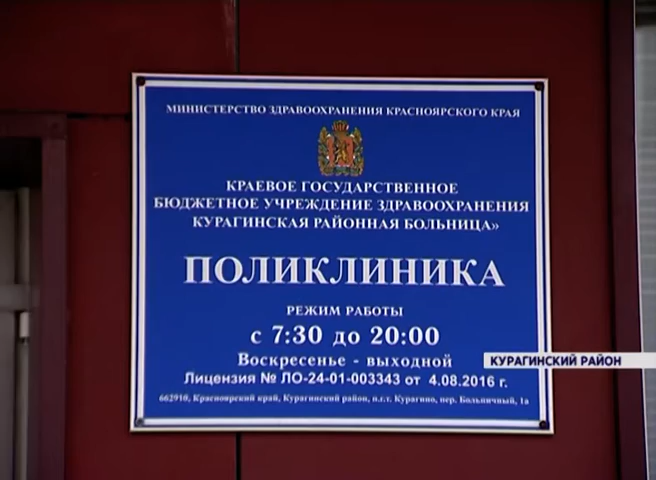 МИНИСТЕРСТВО ЗДРАВООХРАНЕНИЯ КРАСНОЯРСКОГО КРАЯ
КРАЕВОЕ ГОСУДАРСТВЕННОЕ
БЮДЖЕТНОЕ УЧРЕЖДЕНИЕ ЗДРАВООХРАНЕНИЯ
КУРАГИНСКАЯ РАЙОННАЯ БОЛЬНИЦА»
ПОЛИКЛИНИКА
РЕЖИМ РАБОТЫ
с 7:30 до 20:00
Воскресенье - выходной
КУРАГИНСКИЙ РАЙОН
Лицензия № ЛО-24-01-003343 от 4.08.2016 г.
662910, Красноярский край, Курагинский район, п.г.т. Курагино, пер. Больничный, 1а